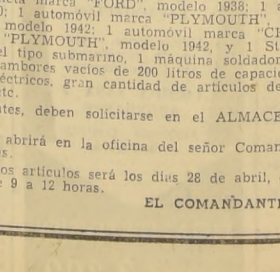 marca "FORD", modelo 1938; 1 a
); 1 automóvil marca "PLYMOUTH",
modelo 1942: 1 automóvil marca "CH
"PLYMOUTH", modelo 1942, y 1 St
l tipo submarino, 1 máquina soldador
tambores vacíos de 200 litros de capaci
éctricos, gran cantidad de artículos de
etc.
tes, deben solicitarse en el ALMACE
abrirá en la oficina del señor Coman
s.
os artículos será los días 28 de abril,
e 9 a 12 horas.
EL COMANDANTE